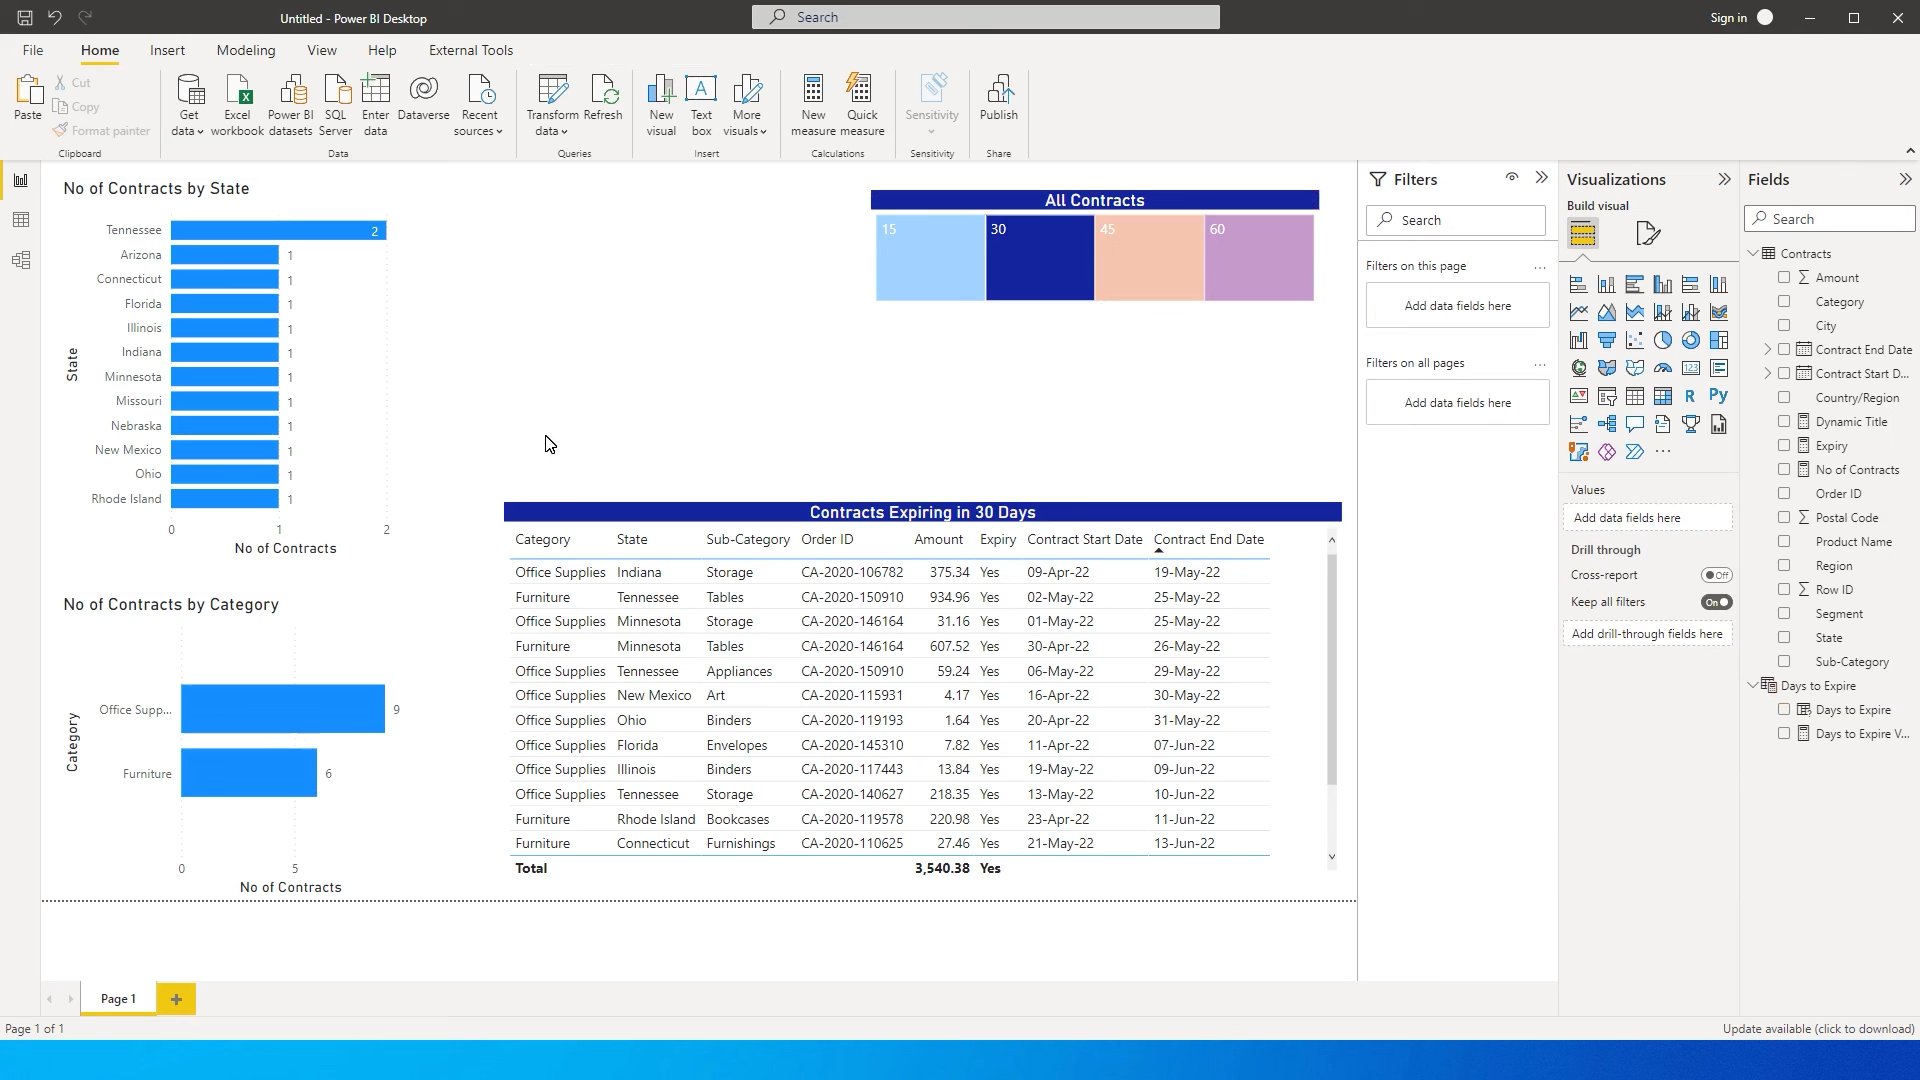 Untitled - Power BI Desktop
Search
Sign in
File Home Insert Modeling View Help External Tools
Paste
Cut
Copy
Format painter
Clipboard
Get data
Excel workbook
Power BI datasets
SQL Server
Enter data
Dataverse
Recent sources
Data
Transform data
Refresh
Queries
New visual
Text box
More visuals
Insert
New measure
Quick measure
Calculations
Sensitivity
Sensitivity
Publish
Share
No of Contracts by State
State
Tennessee 2
Arizona 1
Connecticut 1
Florida 1
Illinois 1
Indiana 1
Minnesota 1
Missouri 1
Nebraska 1
New Mexico 1
Ohio 1
Rhode Island 1
0 1 2
No of Contracts
No of Contracts by Category
Category
Office Supp... 9
Furniture 6
0 5
No of Contracts
All Contracts
15 30 45 60
Contracts Expiring in 30 Days
Category State Sub-Category Order ID Amount Expiry Contract Start Date Contract End Date
Office Supplies Indiana Storage CA-2020-106782 375.34 Yes 09-Apr-22 19-May-22
Furniture Tennessee Tables CA-2020-150910 934.96 Yes 02-May-22 25-May-22
Office Supplies Minnesota Storage CA-2020-146164 31.16 Yes 01-May-22 25-May-22
Furniture Minnesota Tables CA-2020-146164 607.52 Yes 30-Apr-22 26-May-22
Office Supplies Tennessee Appliances CA-2020-150910 59.24 Yes 06-May-22 29-May-22
Office Supplies New Mexico Art CA-2020-115931 4.17 Yes 16-Apr-22 30-May-22
Office Supplies Ohio Binders CA-2020-119193 1.64 Yes 20-Apr-22 31-May-22
Office Supplies Florida Envelopes CA-2020-145310 7.82 Yes 11-Apr-22 07-Jun-22
Office Supplies Illinois Binders CA-2020-117443 13.84 Yes 19-May-22 09-Jun-22
Office Supplies Tennessee Storage CA-2020-140627 218.35 Yes 13-May-22 10-Jun-22
Furniture Rhode Island Bookcases CA-2020-119578 220.98 Yes 23-Apr-22 11-Jun-22
Furniture Connecticut Furnishings CA-2020-110625 27.46 Yes 21-May-22 13-Jun-22
Total 3,540.38 Yes
Filters
Search
Filters on this page ...
Add data fields here
Filters on all pages ...
Add data fields here
Visualizations
Build visual
123
R Py
...
Values
Add data fields here
Drill through
Cross-report Off
Keep all filters On
Add drill-through fields here
Fields
Search
Contracts
Amount
Category
City
Contract End Date
Contract Start D...
Country/Region
Dynamic Title
Expiry
No of Contracts
Order ID
Postal Code
Product Name
Region
Row ID
Segment
State
Sub-Category
Days to Expire
Days to Expire
Days to Expire V...
Page 1
Page 1 of 1
Update available (click to download)